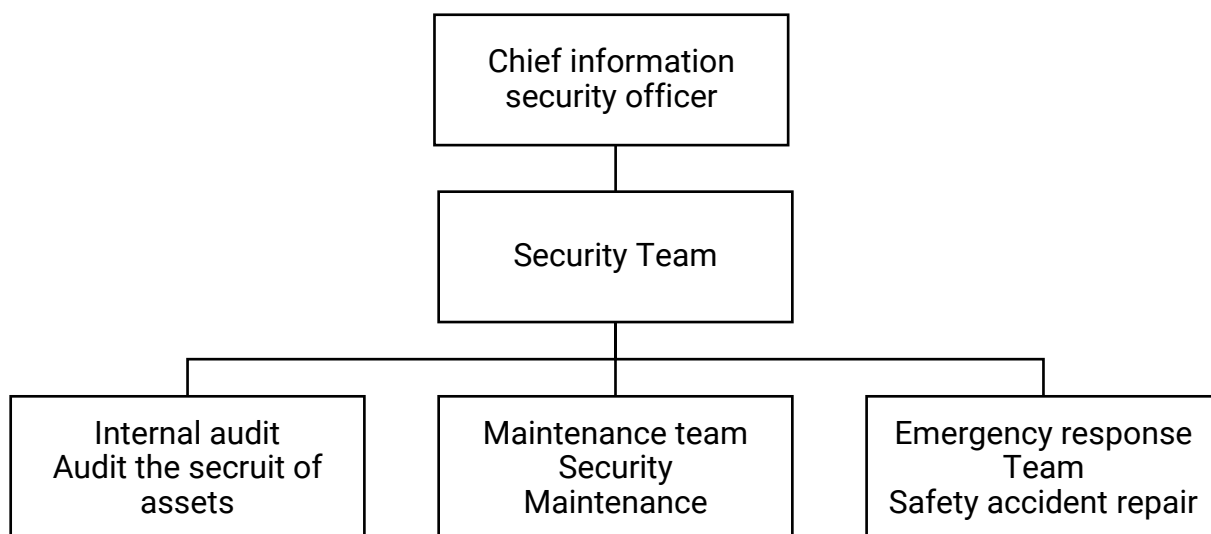 Chief information
security officer
Security Team
Internal audit
Audit the secruit of
assets
Maintenance team
Security
Maintenance
Emergency response
Team
Safety accident repair